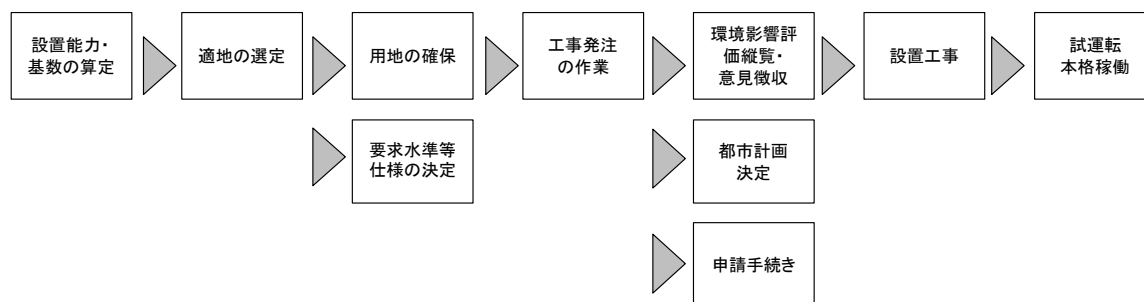 設置能力・
基数の算定
適地の選定
用地の確保
工事発注
の作業
環境影響評
価縦覧・
意見徴収
設置工事
試運転
本格稼働
要求水準等
仕様の決定
都市計画
決定
申請手続き